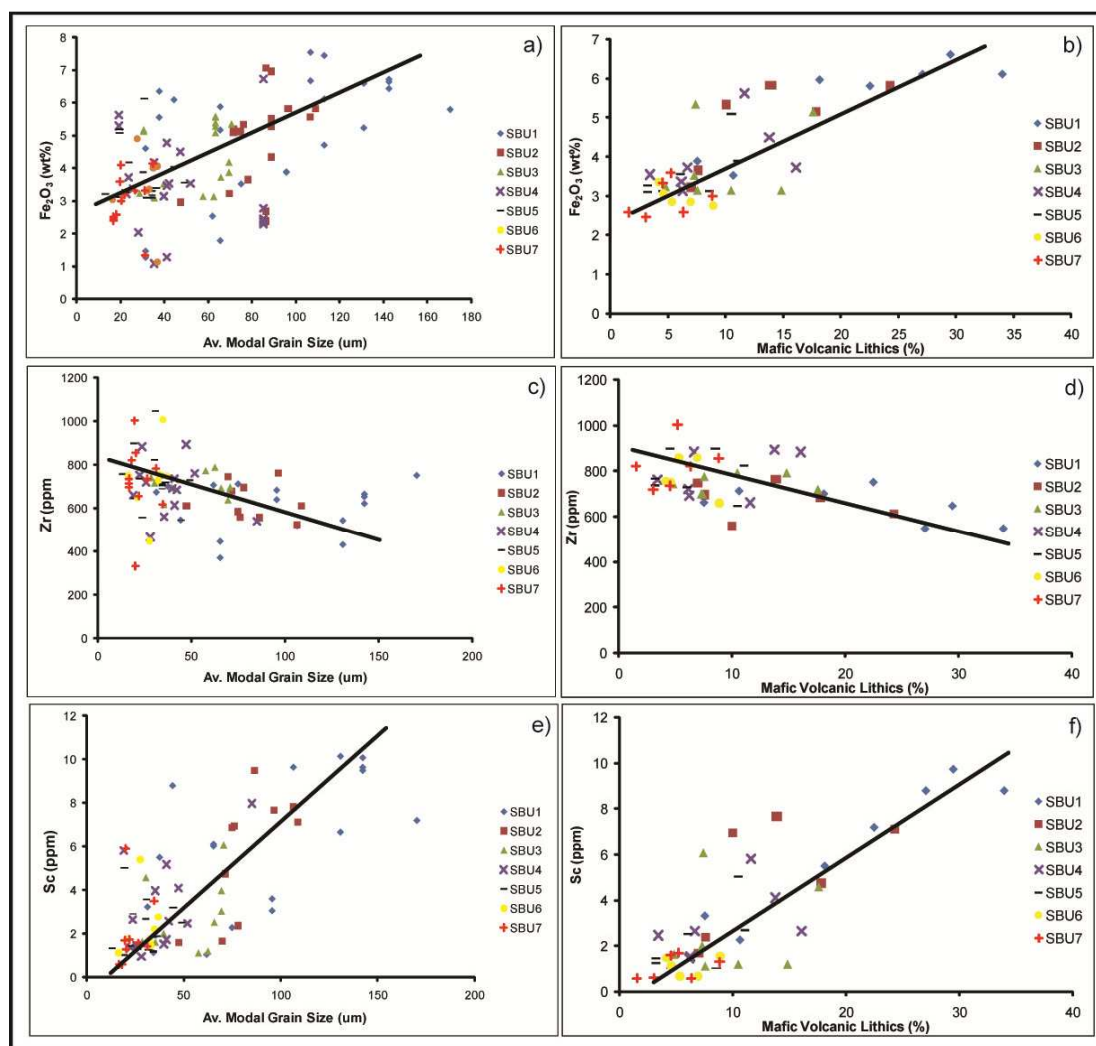 a)
Fe₂O₃ (wt%)
8
7
6
5
4
3
2
1
0
0 20 40 60 80 100 120 140 160 180
Av. Modal Grain Size (um)
SBU1
SBU2
SBU3
SBU4
SBU5
SBU6
SBU7
b)
Fe₂O₃ (wt%)
7
6
5
4
3
2
1
0
0 5 10 15 20 25 30 35 40
Mafic Volcanic Lithics (%)
SBU1
SBU2
SBU3
SBU4
SBU5
SBU6
SBU7
c)
Zr (ppm
1200
1000
800
600
400
200
0
0 50 100 150 200
Av. Modal Grain Size (um)
SBU1
SBU2
SBU3
SBU4
SBU5
SBU6
SBU7
d)
Zr (ppm)
1200
1000
800
600
400
200
0
0 10 20 30 40
Mafic Volcanic Lithics (%)
SBU1
SBU2
SBU3
SBU4
SBU5
SBU6
SBU7
e)
Sc (ppm)
12
10
8
6
4
2
0
0 50 100 150 200
Av. Modal Grain Size (um)
SBU1
SBU2
SBU3
SBU4
SBU5
SBU6
SBU7
f)
Sc (ppm)
12
10
8
6
4
2
0
0 10 20 30 40
Mafic Volcanic Lithics (%)
SBU1
SBU2
SBU3
SBU4
SBU5
SBU6
SBU7